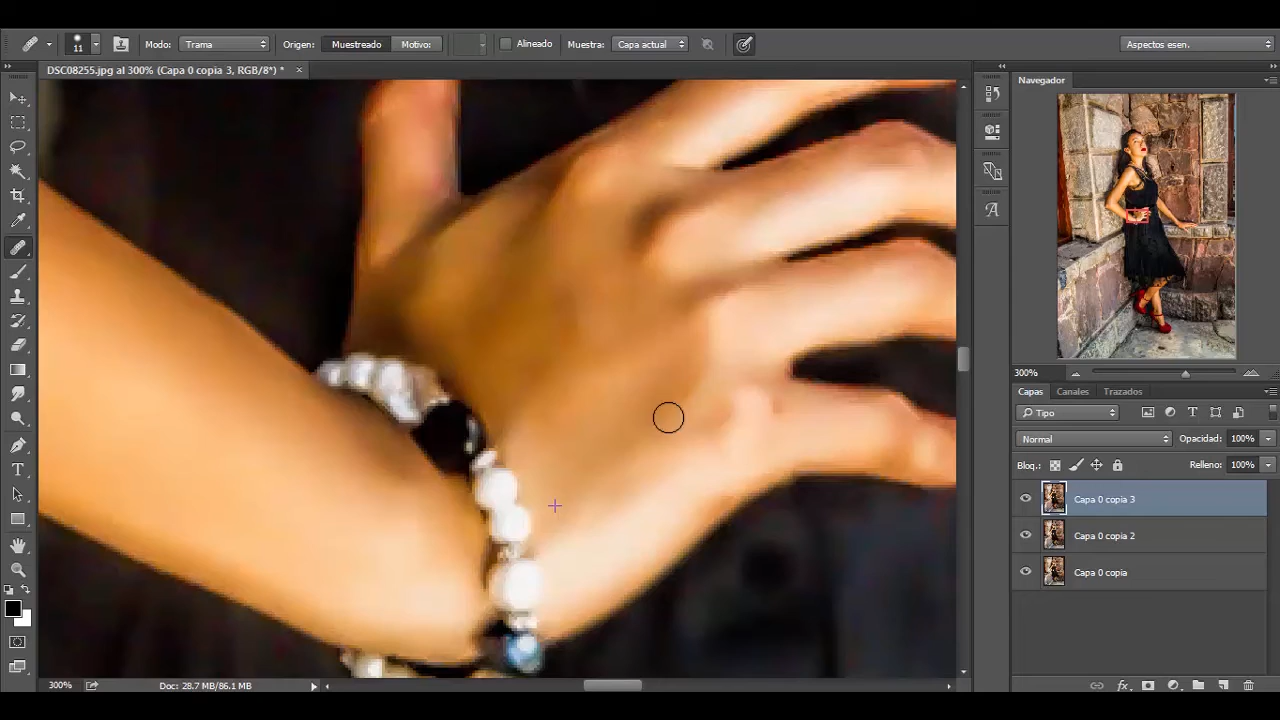 11 Modo: Trama Origen: Muestreado Motivo: Alineado Muestra: Capa actual Aspectos esen.
DSC08255.jpg al 300% (Capa 0 copia 3, RGB/8*) * ×
Navegador
300%
Capas Canales Trazados
Tipo
Normal Opacidad: 100%
Bloq.: Relleno: 100%
Capa 0 copia 3
Capa 0 copia 2
Capa 0 copia
300% Doc: 28.7 MB/86.1 MB